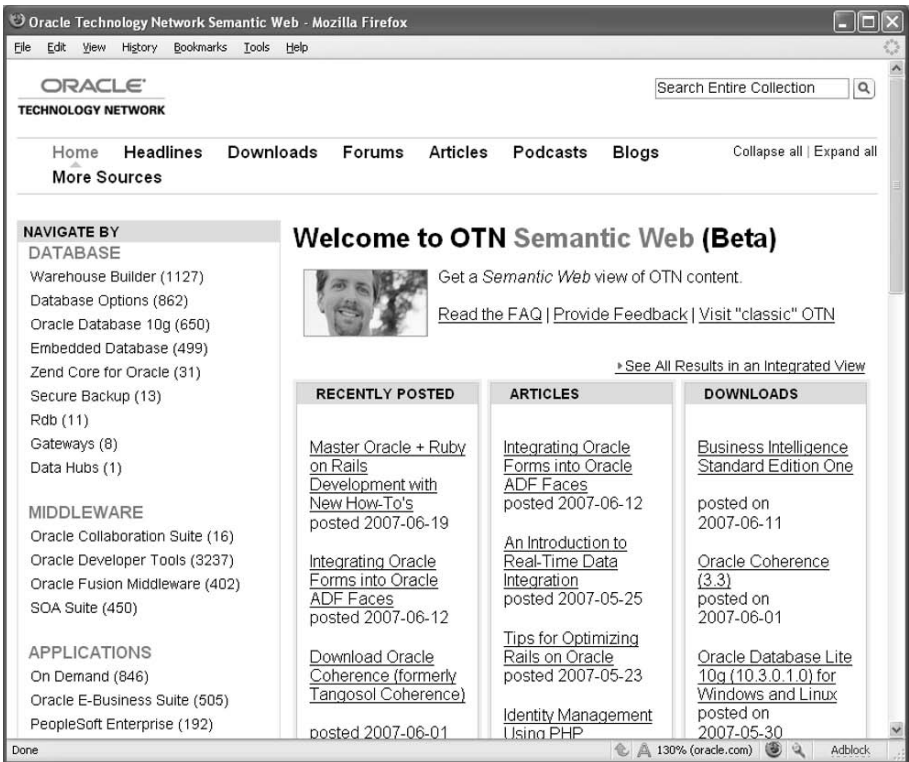 Oracle Technology Network Semantic Web - Mozilla Firefox
File Edit View History Bookmarks Tools Help
ORACLE
TECHNOLOGY NETWORK
Search Entire Collection
Home Headlines Downloads Forums Articles Podcasts Blogs
More Sources
Collapse all | Expand all
NAVIGATE BY
DATABASE
Warehouse Builder (1127)
Database Options (862)
Oracle Database 10g (650)
Embedded Database (499)
Zend Core for Oracle (31)
Secure Backup (13)
Rdb (11)
Gateways (8)
Data Hubs (1)
MIDDLEWARE
Oracle Collaboration Suite (16)
Oracle Developer Tools (3237)
Oracle Fusion Middleware (402)
SOA Suite (450)
APPLICATIONS
On Demand (846)
Oracle E-Business Suite (505)
PeopleSoft Enterprise (192)
Welcome to OTN Semantic Web (Beta)
Get a Semantic Web view of OTN content.
Read the FAQ | Provide Feedback | Visit "classic" OTN
See All Results in an Integrated View
RECENTLY POSTED
Master Oracle + Ruby
on Rails
Development with
New How-To's
posted 2007-06-19
Integrating Oracle
Forms into Oracle
ADF Faces
posted 2007-06-12
Download Oracle
Coherence (formerly
Tangosol Coherence)
posted 2007-06-01
ARTICLES
Integrating Oracle
Forms into Oracle
ADF Faces
posted 2007-06-12
An Introduction to
Real-Time Data
Integration
posted 2007-05-25
Tips for Optimizing
Rails on Oracle
posted 2007-05-23
Identity Management
Using PHP
DOWNLOADS
Business Intelligence
Standard Edition One
posted on
2007-06-11
Oracle Coherence
(3.3)
posted on
2007-06-01
Oracle Database Lite
10g (10.3.0.1.0) for
Windows and Linux
posted on
2007-05-30
Done
130% (oracle.com)
Adblock